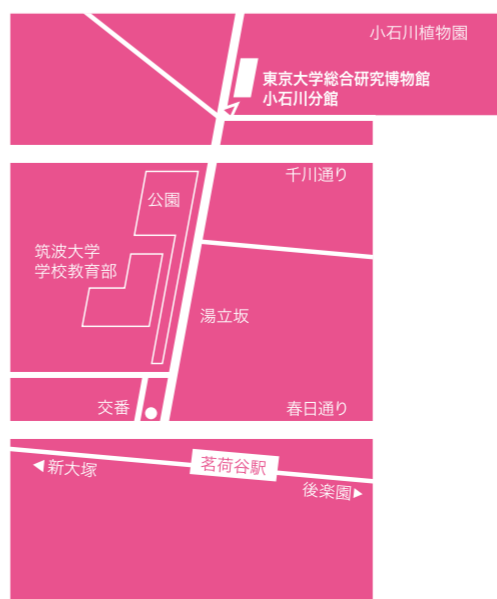 小石川植物園
東京大学総合研究博物館
小石川分館
千川通り
公園
筑波大学
学校教育部
湯立坂
交番
春日通り
茗荷谷駅
新大塚
後楽園